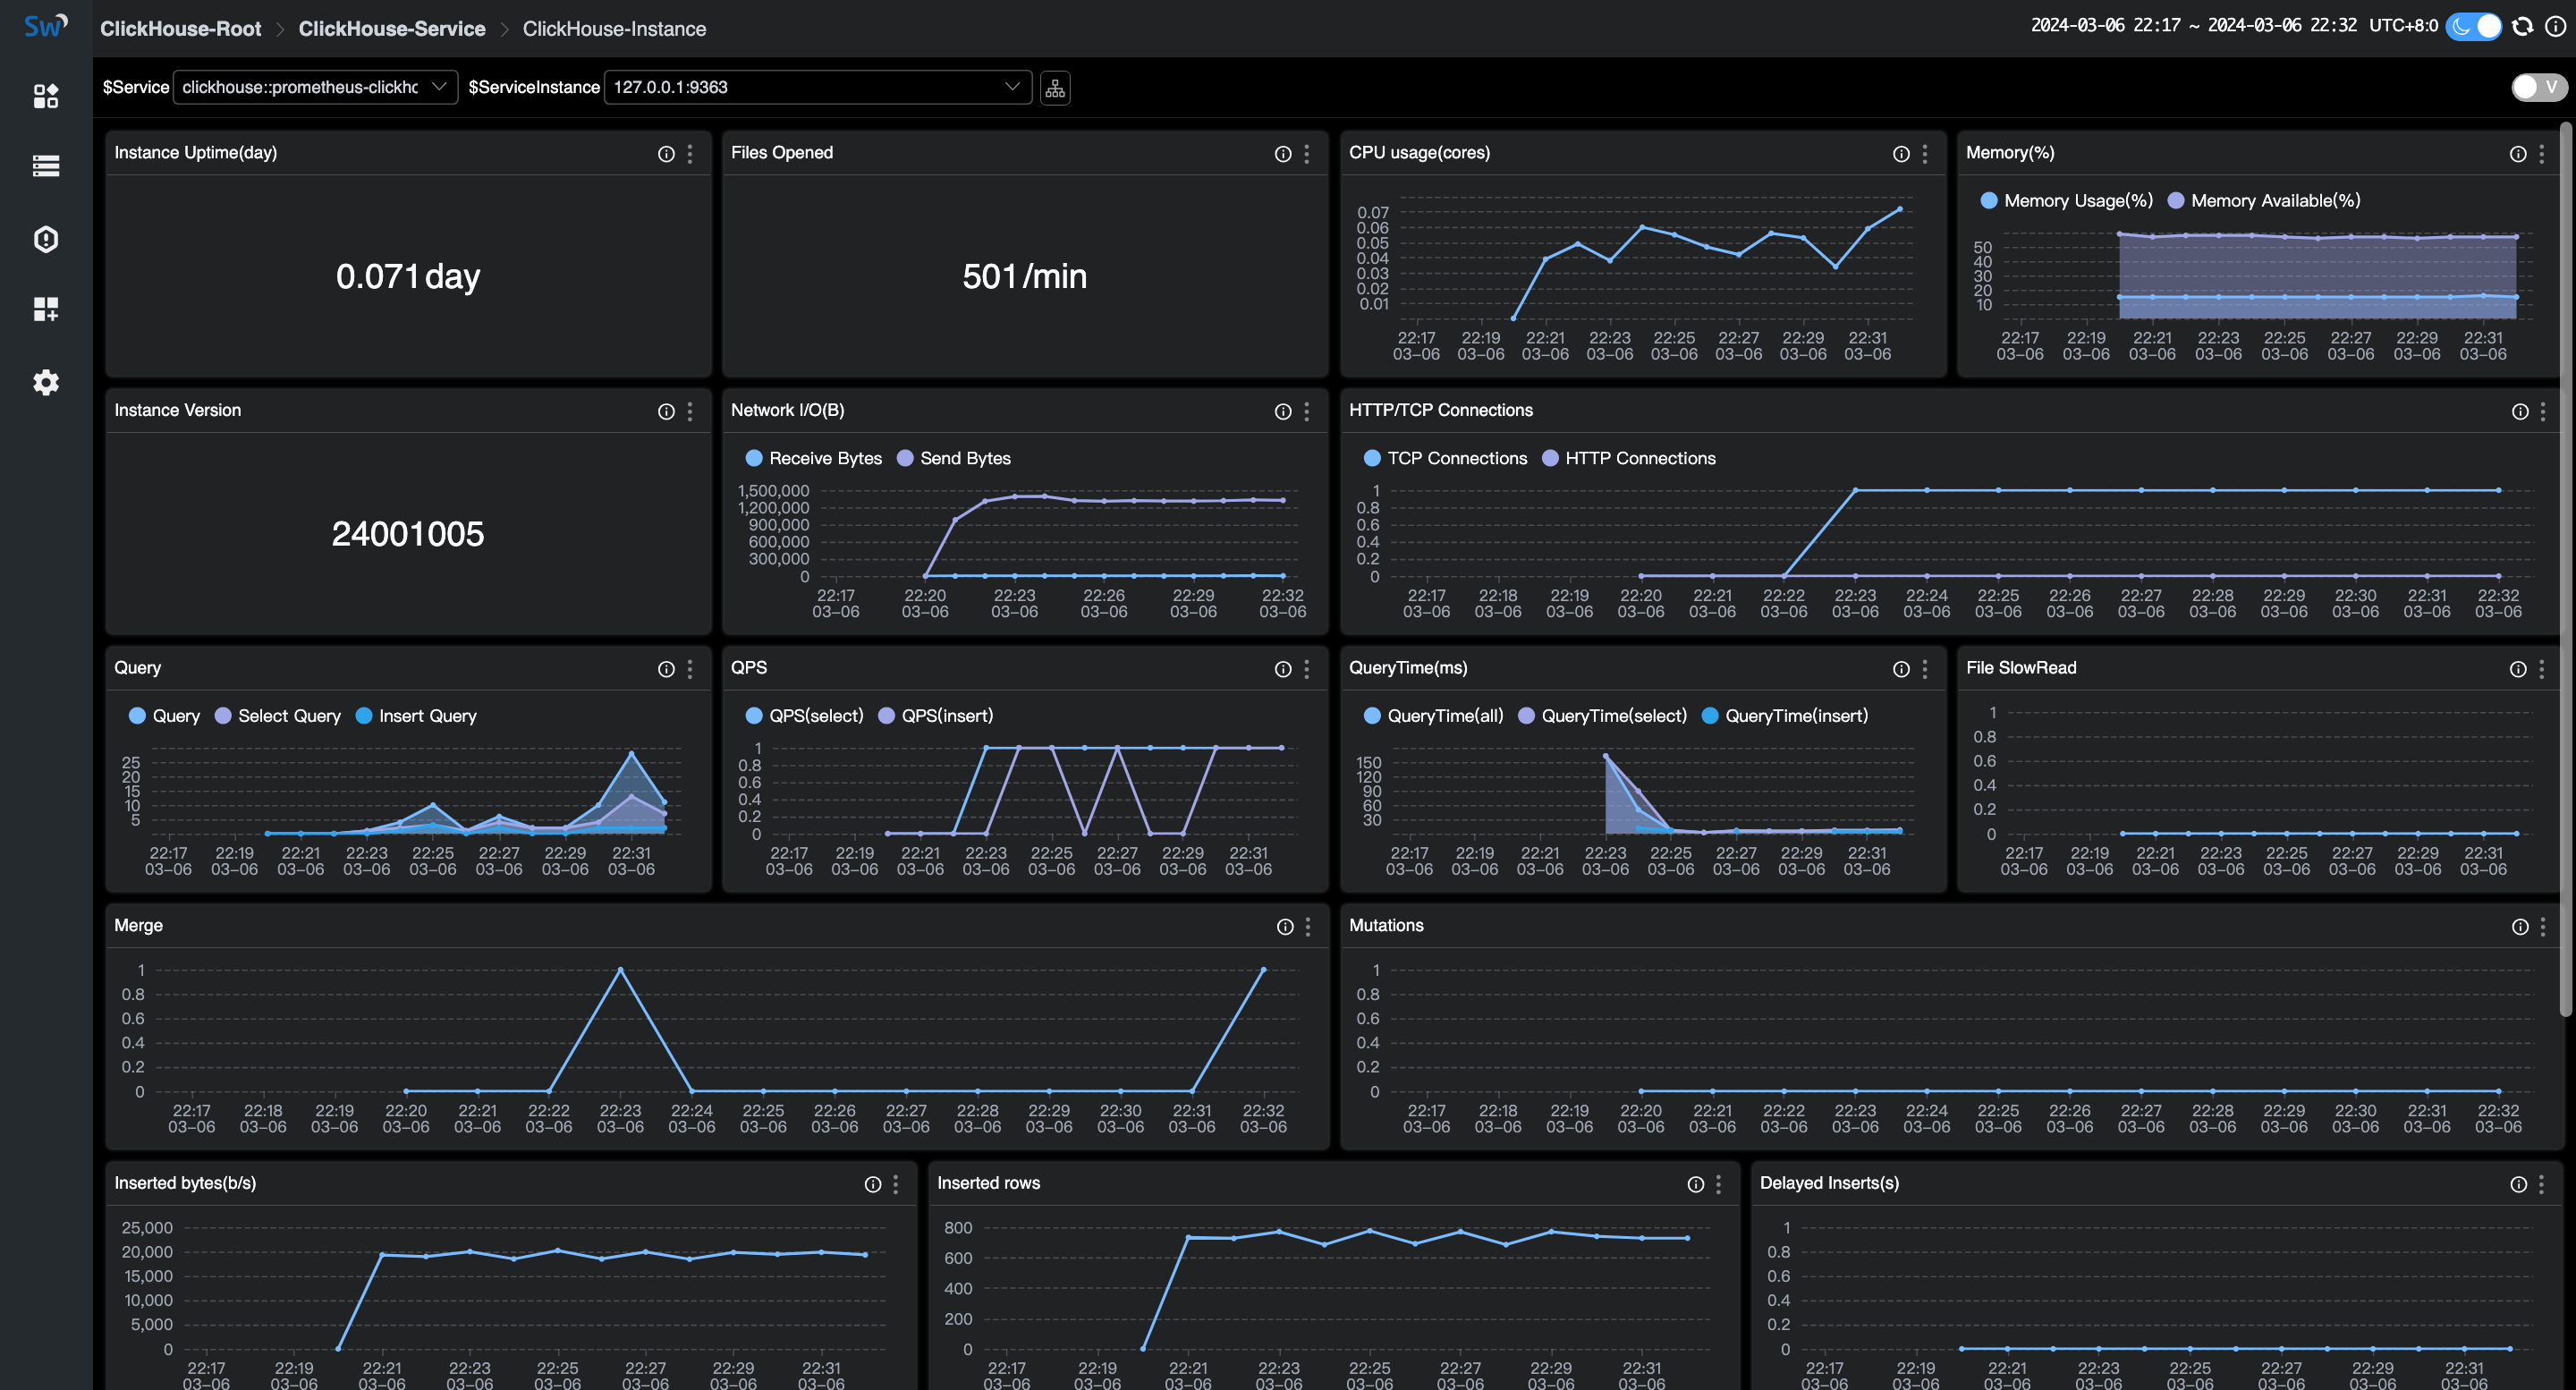 Sw
ClickHouse-Root > ClickHouse-Service > ClickHouse-Instance
2024-03-06 22:17 ~ 2024-03-06 22:32 UTC+8:0
$Service clickhouse::prometheus-clickhc $ServiceInstance 127.0.0.1:9363
V
Instance Uptime(day)
0.071 day
Files Opened
501 /min
CPU usage(cores)
0.07
0.06
0.05
0.04
0.03
0.02
0.01
22:17 22:19 22:21 22:23 22:25 22:27 22:29 22:31
03-06 03-06 03-06 03-06 03-06 03-06 03-06 03-06
Memory(%)
Memory Usage(%) Memory Available(%)
50
40
30
20
10
22:17 22:19 22:21 22:23 22:25 22:27 22:29 22:31
03-06 03-06 03-06 03-06 03-06 03-06 03-06 03-06
Instance Version
24001005
Network I/O(B)
Receive Bytes Send Bytes
1,500,000
1,200,000
900,000
600,000
300,000
0
22:17 22:20 22:23 22:26 22:29 22:32
03-06 03-06 03-06 03-06 03-06 03-06
HTTP/TCP Connections
TCP Connections HTTP Connections
1
0.8
0.6
0.4
0.2
0
22:17 22:18 22:19 22:20 22:21 22:22 22:23 22:24 22:25 22:26 22:27 22:28 22:29 22:30 22:31 22:32
03-06 03-06 03-06 03-06 03-06 03-06 03-06 03-06 03-06 03-06 03-06 03-06 03-06 03-06 03-06 03-06
Query
Query Select Query Insert Query
25
20
15
10
5
22:17 22:19 22:21 22:23 22:25 22:27 22:29 22:31
03-06 03-06 03-06 03-06 03-06 03-06 03-06 03-06
QPS
QPS(select) QPS(insert)
1
0.8
0.6
0.4
0.2
0
22:17 22:19 22:21 22:23 22:25 22:27 22:29 22:31
03-06 03-06 03-06 03-06 03-06 03-06 03-06 03-06
QueryTime(ms)
QueryTime(all) QueryTime(select) QueryTime(insert)
150
120
90
60
30
22:17 22:19 22:21 22:23 22:25 22:27 22:29 22:31
03-06 03-06 03-06 03-06 03-06 03-06 03-06 03-06
File SlowRead
1
0.8
0.6
0.4
0.2
0
22:17 22:19 22:21 22:23 22:25 22:27 22:29 22:31
03-06 03-06 03-06 03-06 03-06 03-06 03-06 03-06
Merge
1
0.8
0.6
0.4
0.2
0
22:17 22:18 22:19 22:20 22:21 22:22 22:23 22:24 22:25 22:26 22:27 22:28 22:29 22:30 22:31 22:32
03-06 03-06 03-06 03-06 03-06 03-06 03-06 03-06 03-06 03-06 03-06 03-06 03-06 03-06 03-06 03-06
Mutations
1
0.8
0.6
0.4
0.2
0
22:17 22:18 22:19 22:20 22:21 22:22 22:23 22:24 22:25 22:26 22:27 22:28 22:29 22:30 22:31 22:32
03-06 03-06 03-06 03-06 03-06 03-06 03-06 03-06 03-06 03-06 03-06 03-06 03-06 03-06 03-06 03-06
Inserted bytes(b/s)
25,000
20,000
15,000
10,000
5,000
0
22:17 22:19 22:21 22:23 22:25 22:27 22:29 22:31
03-06 03-06 03-06 03-06 03-06 03-06 03-06 03-06
Inserted rows
800
600
400
200
0
22:17 22:19 22:21 22:23 22:25 22:27 22:29 22:31
03-06 03-06 03-06 03-06 03-06 03-06 03-06 03-06
Delayed Inserts(s)
1
0.8
0.6
0.4
0.2
0
22:17 22:19 22:21 22:23 22:25 22:27 22:29 22:31
03-06 03-06 03-06 03-06 03-06 03-06 03-06 03-06